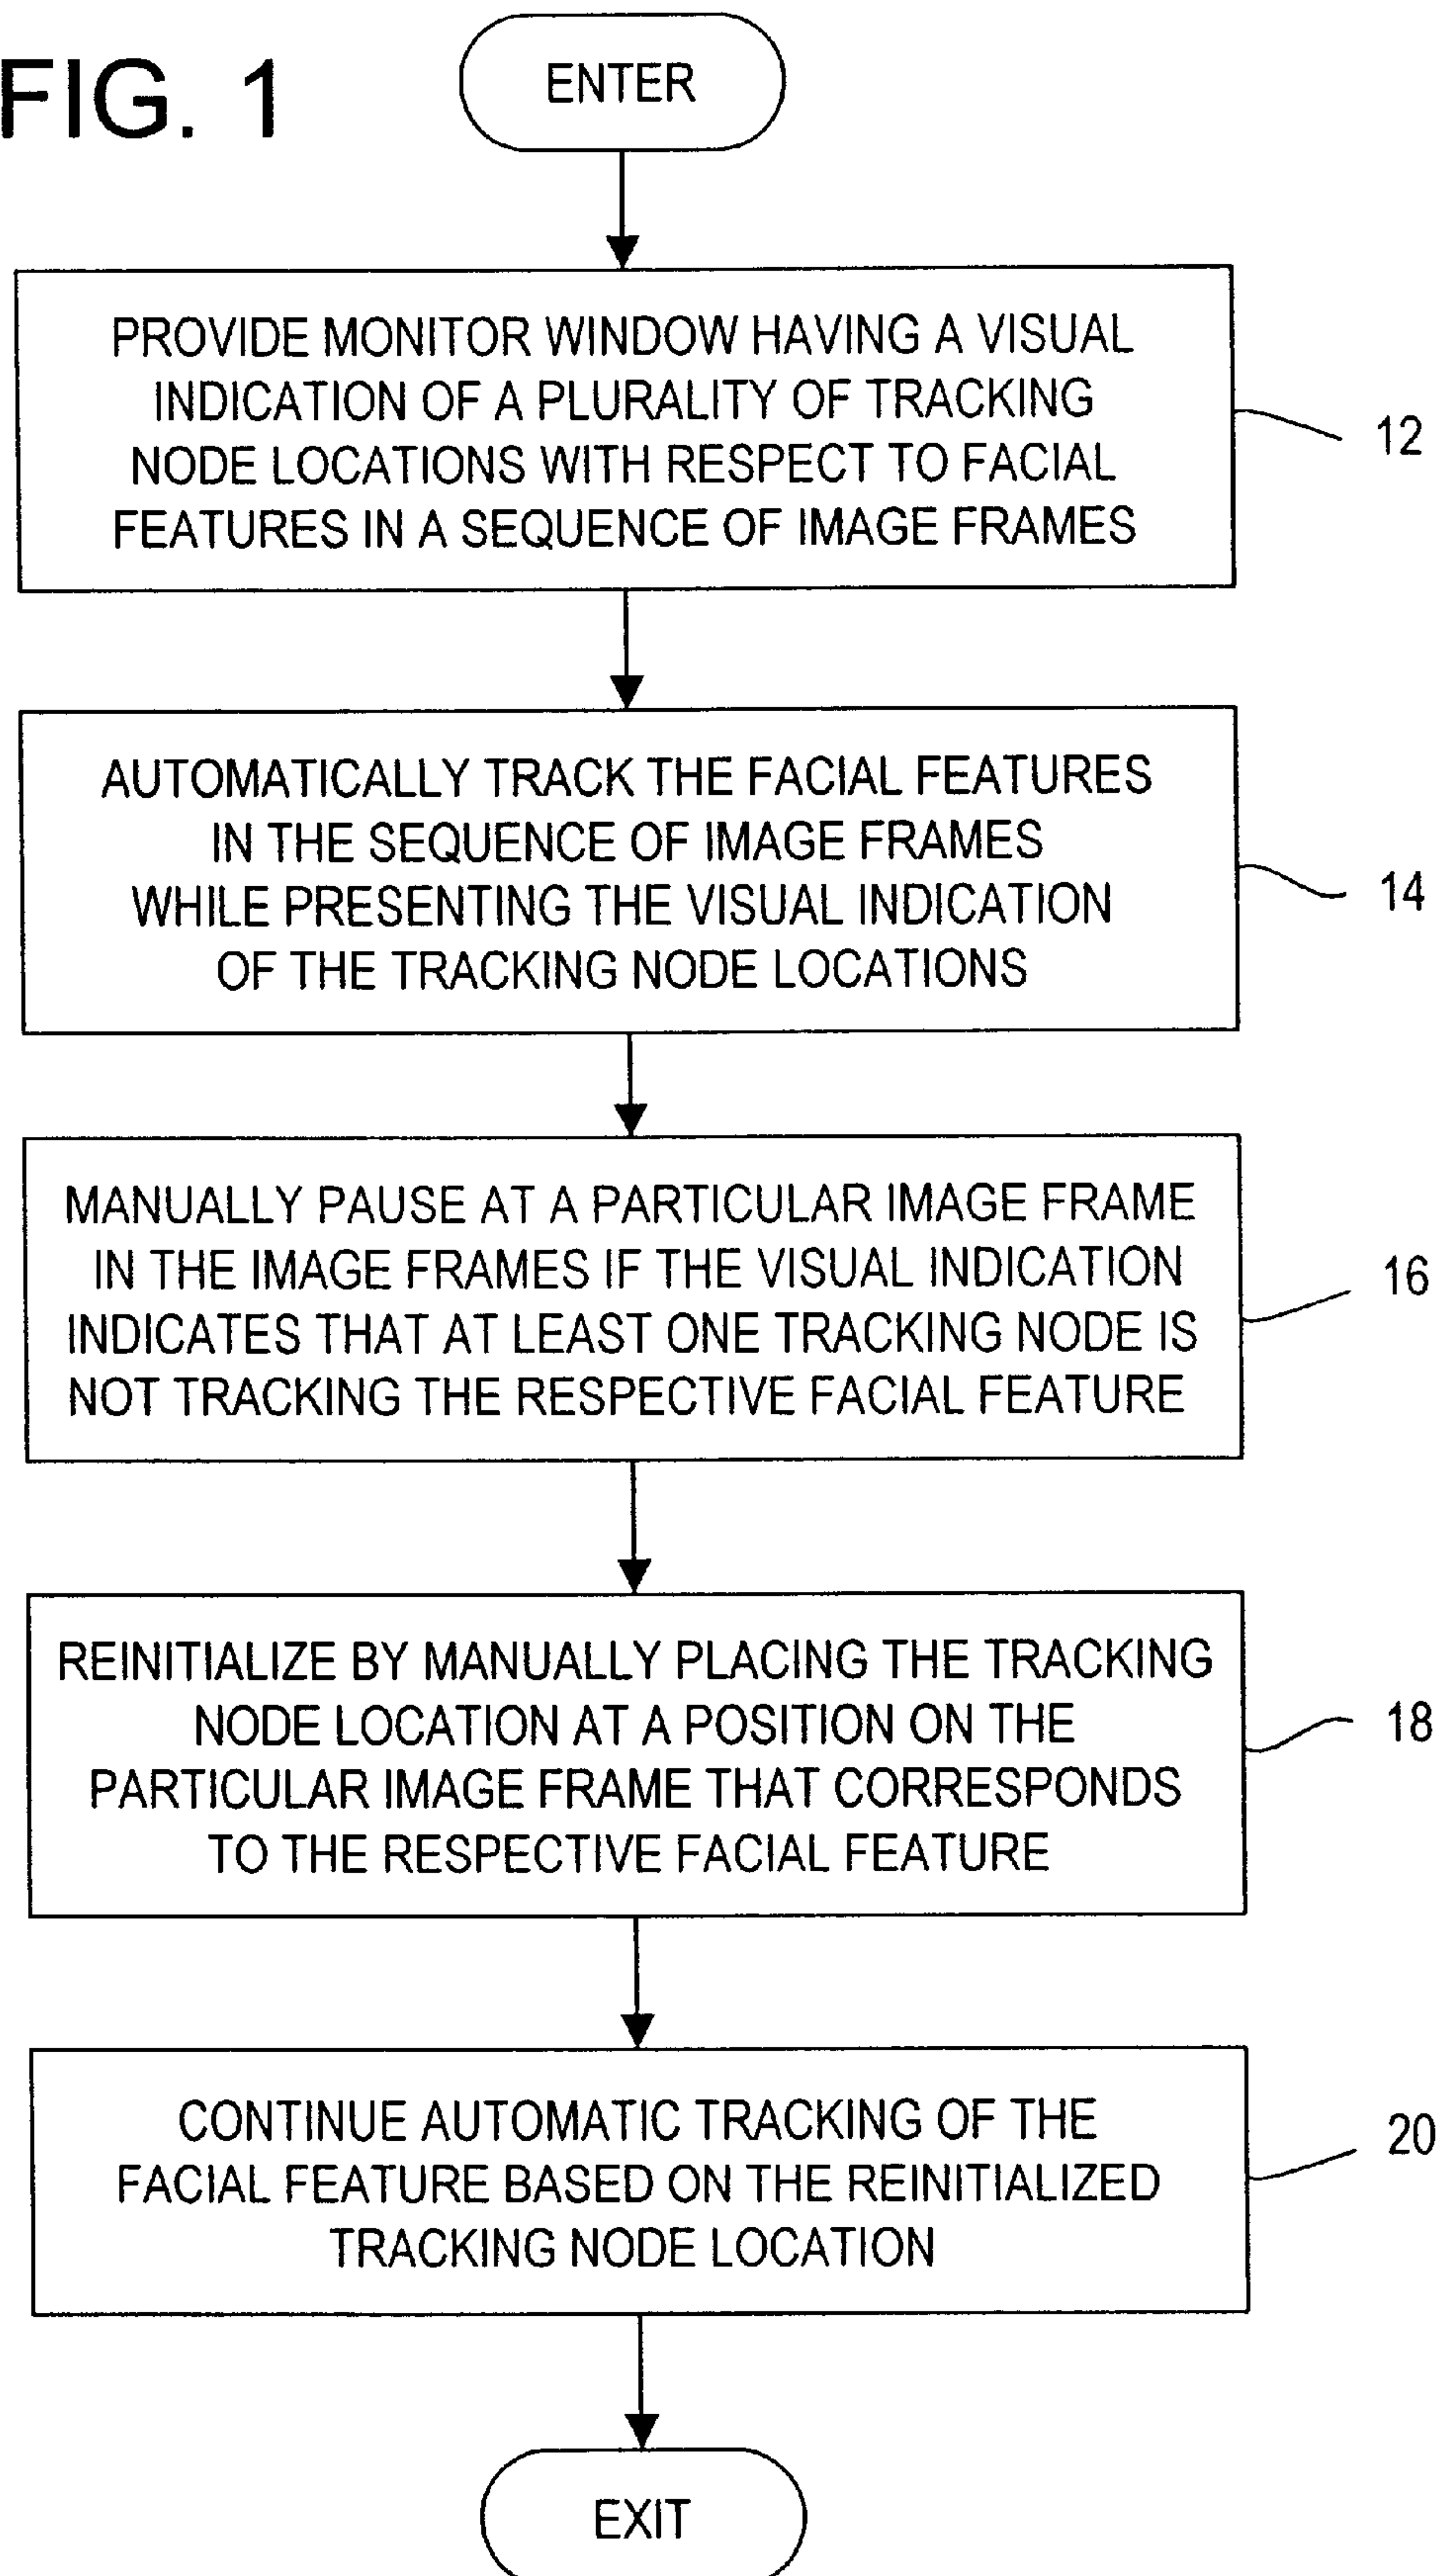 FIG. 1
ENTER
PROVIDE MONITOR WINDOW HAVING A VISUAL
INDICATION OF A PLURALITY OF TRACKING
NODE LOCATIONS WITH RESPECT TO FACIAL
FEATURES IN A SEQUENCE OF IMAGE FRAMES
12
AUTOMATICALLY TRACK THE FACIAL FEATURES
IN THE SEQUENCE OF IMAGE FRAMES
WHILE PRESENTING THE VISUAL INDICATION
OF THE TRACKING NODE LOCATIONS
14
MANUALLY PAUSE AT A PARTICULAR IMAGE FRAME
IN THE IMAGE FRAMES IF THE VISUAL INDICATION
INDICATES THAT AT LEAST ONE TRACKING NODE IS
NOT TRACKING THE RESPECTIVE FACIAL FEATURE
16
REINITIALIZE BY MANUALLY PLACING THE TRACKING
NODE LOCATION AT A POSITION ON THE
PARTICULAR IMAGE FRAME THAT CORRESPONDS
TO THE RESPECTIVE FACIAL FEATURE
18
CONTINUE AUTOMATIC TRACKING OF THE
FACIAL FEATURE BASED ON THE REINITIALIZED
TRACKING NODE LOCATION
20
EXIT